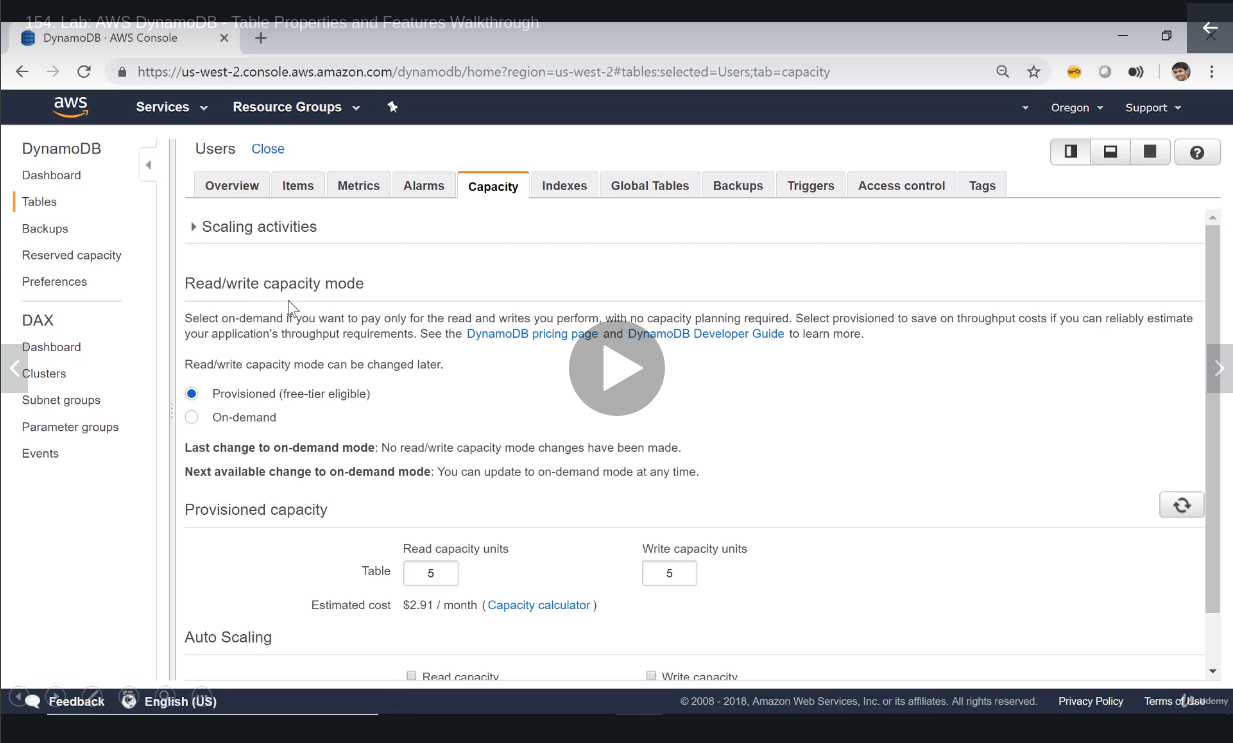 154. Lab: AWS DynamoDB - Table Properties and Features Walkthrough
DynamoDB · AWS Console
https://us-west-2.console.aws.amazon.com/dynamodb/home?region=us-west-2#tables:selected=Users;tab=capacity
aws Services Resource Groups Oregon Support
DynamoDB
Dashboard
Tables
Backups
Reserved capacity
Preferences
DAX
Dashboard
Clusters
Subnet groups
Parameter groups
Events
Users Close
Overview Items Metrics Alarms Capacity Indexes Global Tables Backups Triggers Access control Tags
Scaling activities
Read/write capacity mode
Select on-demand if you want to pay only for the read and writes you perform, with no capacity planning required. Select provisioned to save on throughput costs if you can reliably estimate
your application's throughput requirements. See the DynamoDB pricing page and DynamoDB Developer Guide to learn more.
Read/write capacity mode can be changed later.
Provisioned (free-tier eligible)
On-demand
Last change to on-demand mode: No read/write capacity mode changes have been made.
Next available change to on-demand mode: You can update to on-demand mode at any time.
Provisioned capacity
Read capacity units Write capacity units
Table 5 5
Estimated cost $2.91 / month (Capacity calculator)
Auto Scaling
Read capacity Write capacity
Feedback English (US) © 2008 - 2018, Amazon Web Services, Inc. or its affiliates. All rights reserved. Privacy Policy Terms of Use
Udemy